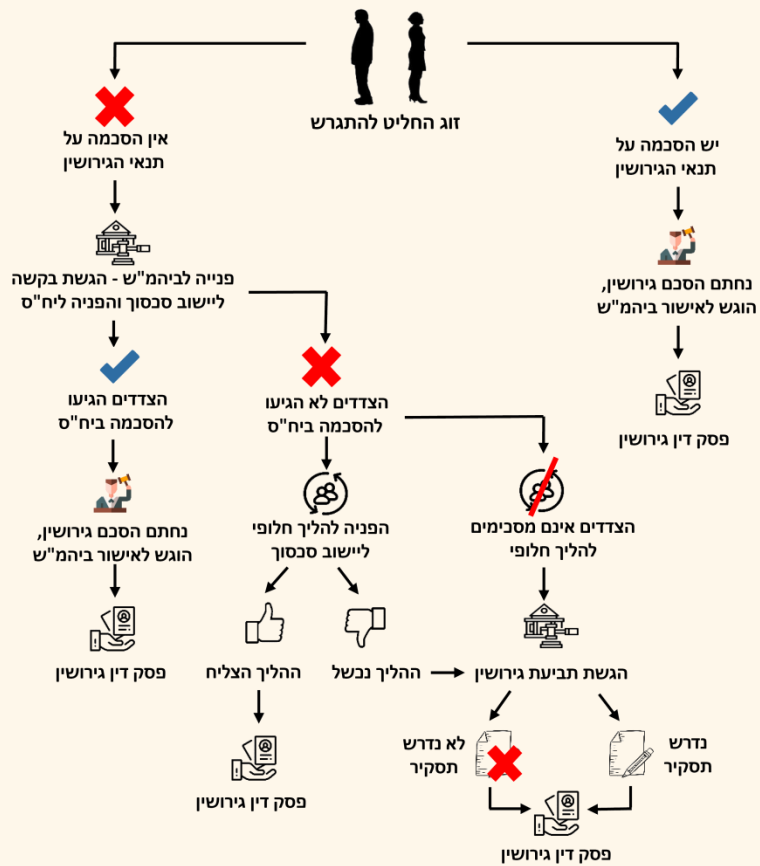 זוג החליט להתגרש
יש הסכמה על
תנאי הגירושין
נחתם הסכם גירושין,
הוגש לאישור ביהמ"ש
פסק דין גירושין
אין הסכמה על
תנאי הגירושין
פנייה לביהמ"ש - הגשת בקשה
ליישוב סכסוך והפניה ליח"ס
הצדדים הגיעו
להסכמה ביח"ס
נחתם הסכם גירושין,
הוגש לאישור ביהמ"ש
פסק דין גירושין
הצדדים לא הגיעו
להסכמה ביח"ס
הפניה להליך חלופי
ליישוב סכסוך
ההליך הצליח
פסק דין גירושין
ההליך נכשל
הצדדים אינם מסכימים
להליך חלופי
הגשת תביעת גירושין
נדרש
תסקיר
לא נדרש
תסקיר
פסק דין גירושין